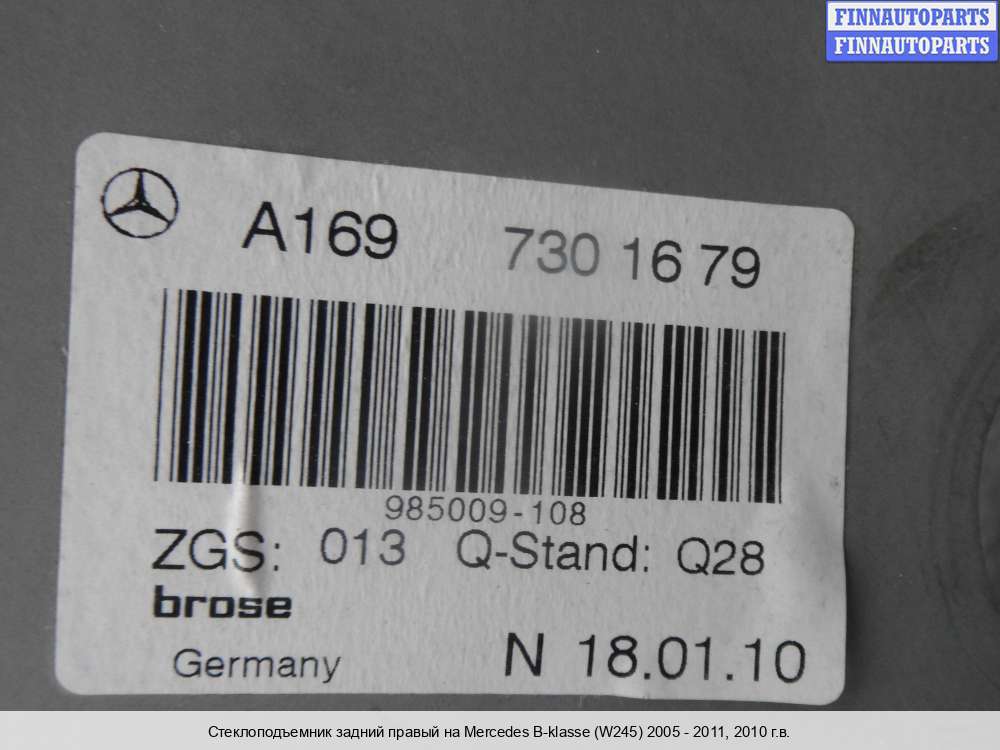 FINNAUTOPARTS
FINNAUTOPARTS
A169 730 16 79
985009-108
ZGS: 013 Q-Stand: Q28
brose
Germany N 18.01.10
Стеклоподъемник задний правый на Mercedes B-klasse (W245) 2005 - 2011, 2010 г.в.